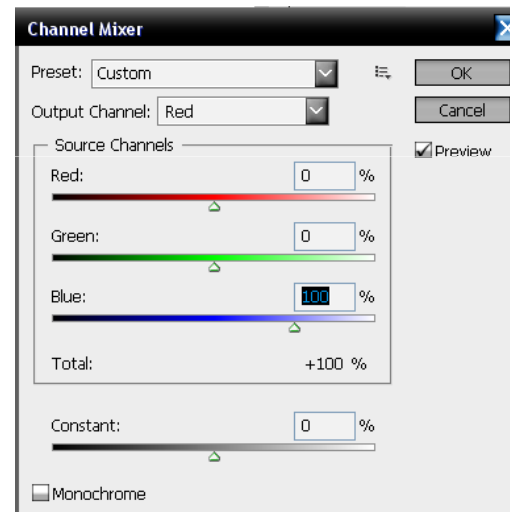 Channel Mixer
Preset: Custom
OK
Output Channel: Red
Cancel
Source Channels
Preview
Red: 0 %
Green: 0 %
Blue: 100 %
Total: +100 %
Constant: 0 %
Monochrome